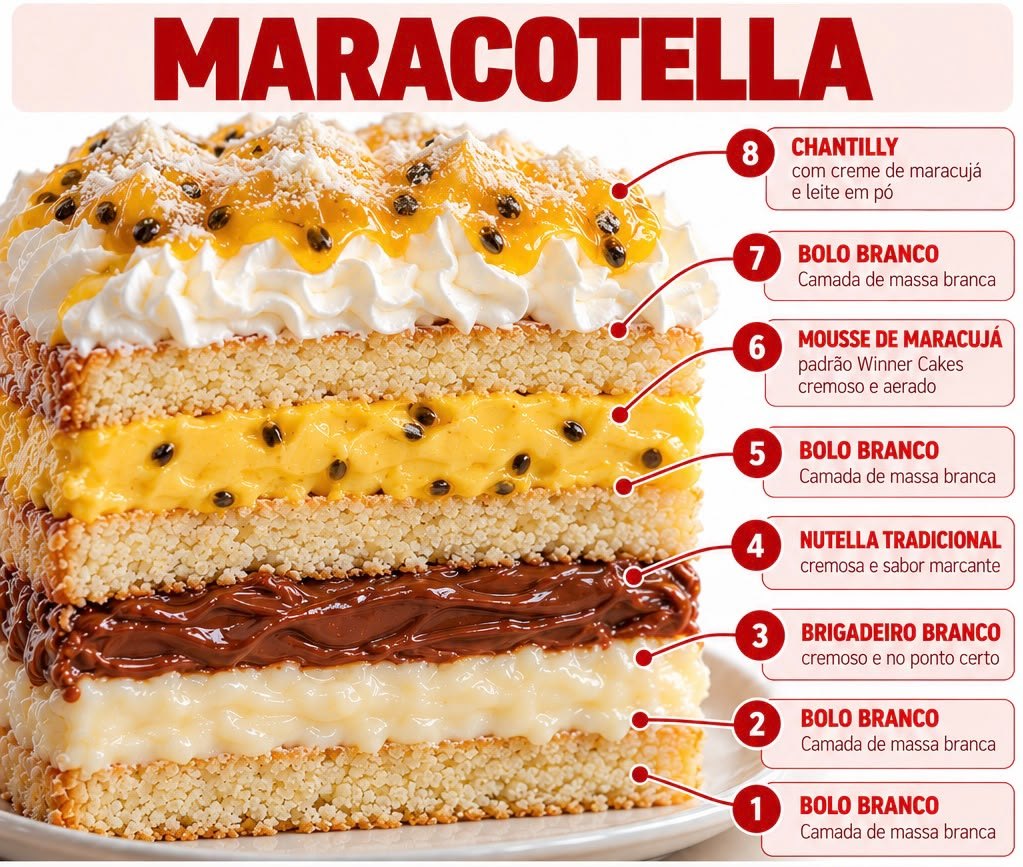 MARACOTELLA
8
CHANTILLY
com creme de maracujá
e leite em pó
7
BOLO BRANCO
Camada de massa branca
6
MOUSSE DE MARACUJÁ
padrão Winner Cakes
cremoso e aerado
5
BOLO BRANCO
Camada de massa branca
4
NUTELLA TRADICIONAL
cremosa e sabor marcante
3
BRIGADEIRO BRANCO
cremoso e no ponto certo
2
BOLO BRANCO
Camada de massa branca
1
BOLO BRANCO
Camada de massa branca